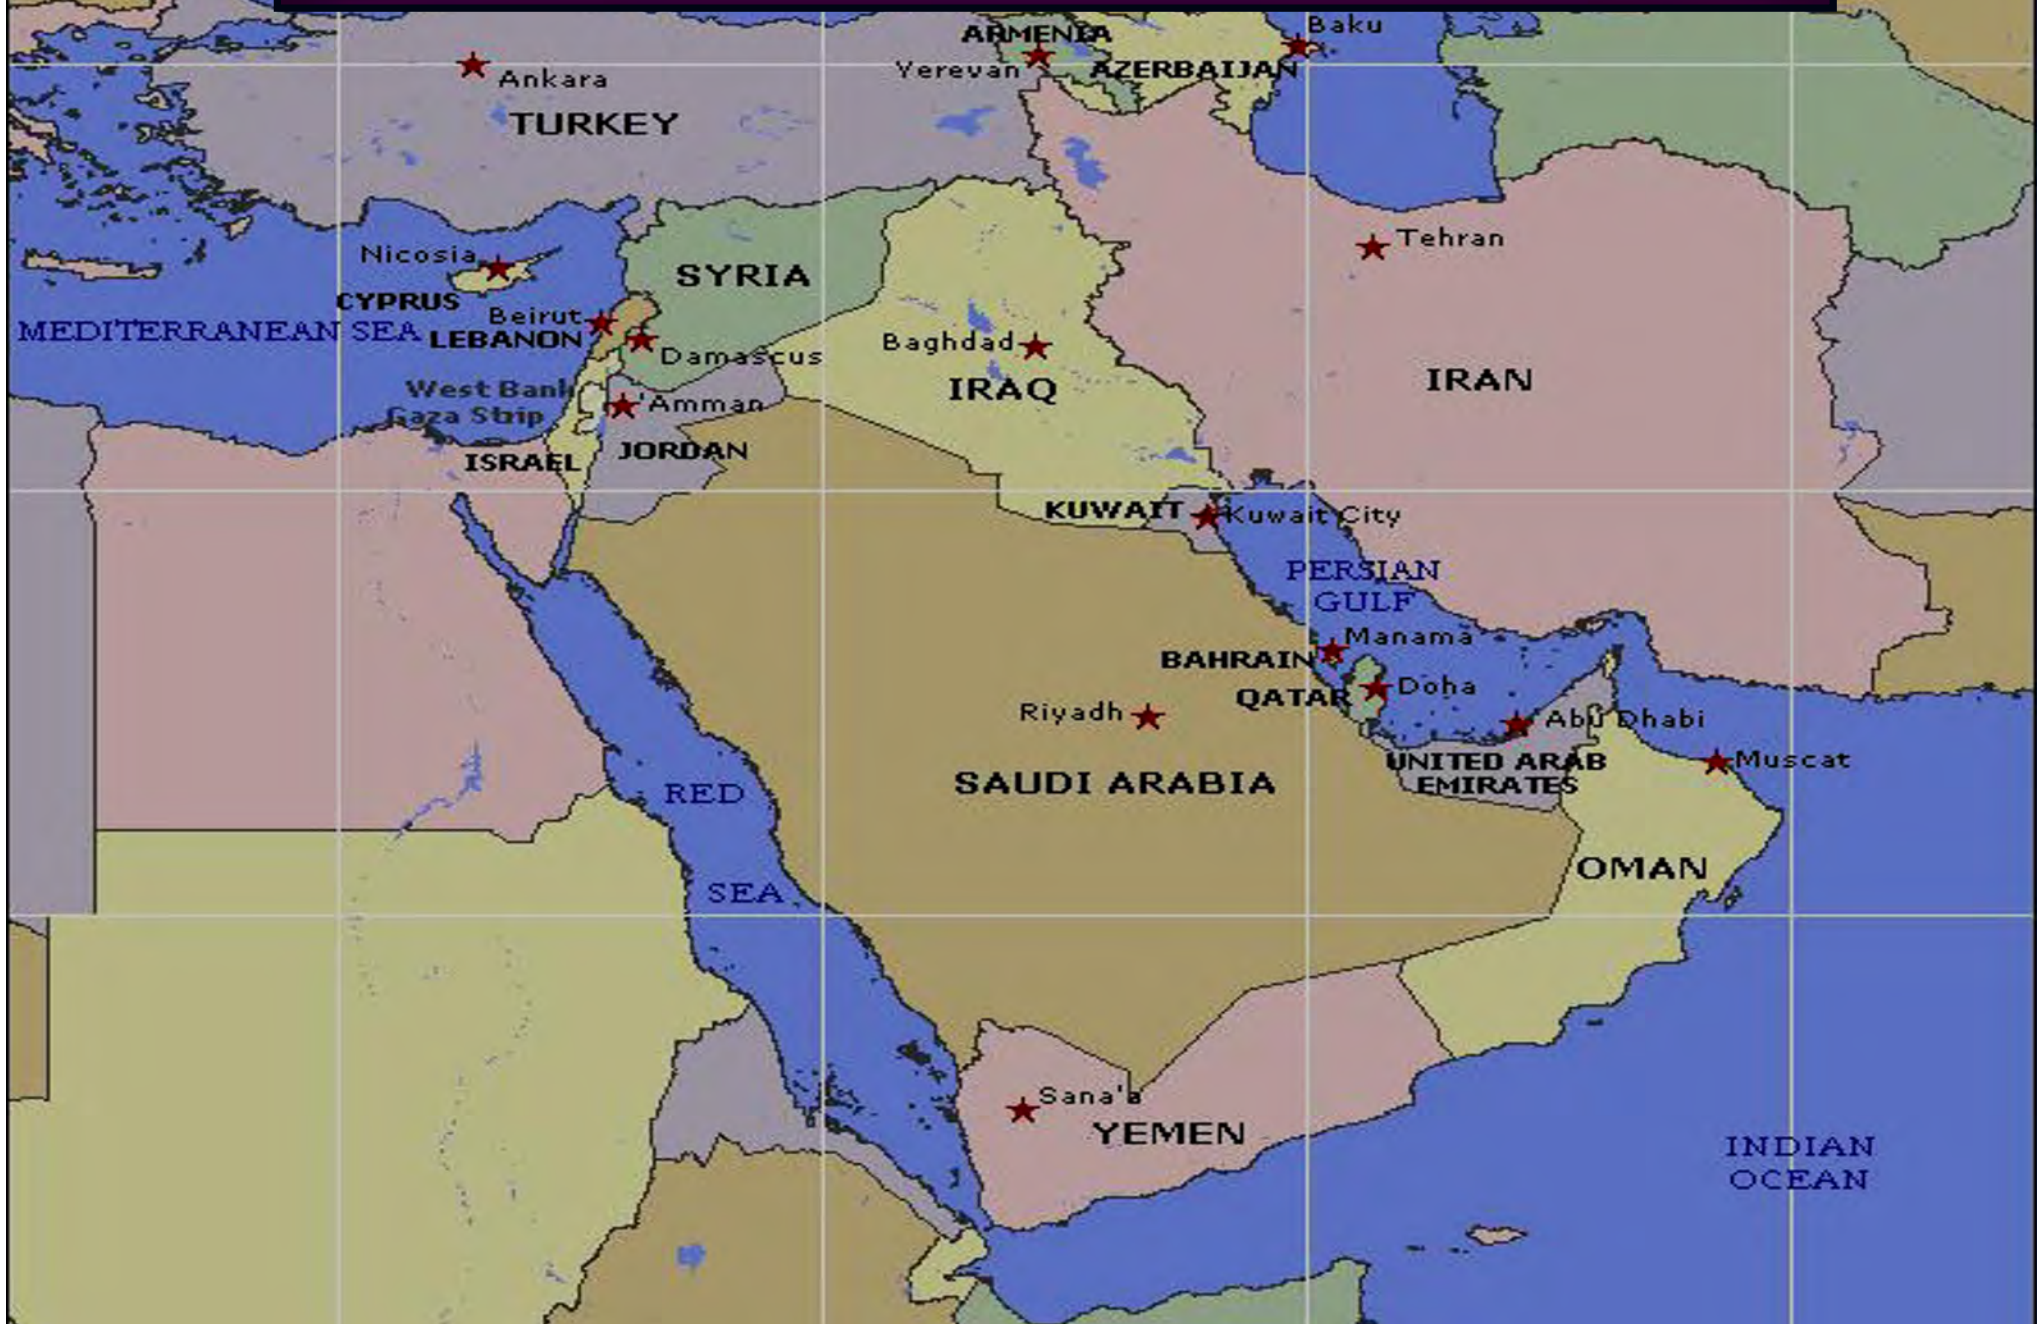 Baku
ARMENIA
Yerevan
AZERBAIJAN
Ankara
TURKEY
Tehran
Nicosia
CYPRUS
SYRIA
Beirut
MEDITERRANEAN SEA
LEBANON
Damascus
Baghdad
IRAQ
IRAN
West Bank
Gaza Strip
'Amman
ISRAEL
JORDAN
KUWAIT
Kuwait City
PERSIAN
GULF
Manama
BAHRAIN
Doha
QATAR
Riyadh
Abu Dhabi
UNITED ARAB
EMIRATES
Muscat
SAUDI ARABIA
RED
SEA
OMAN
Sana'a
YEMEN
INDIAN
OCEAN